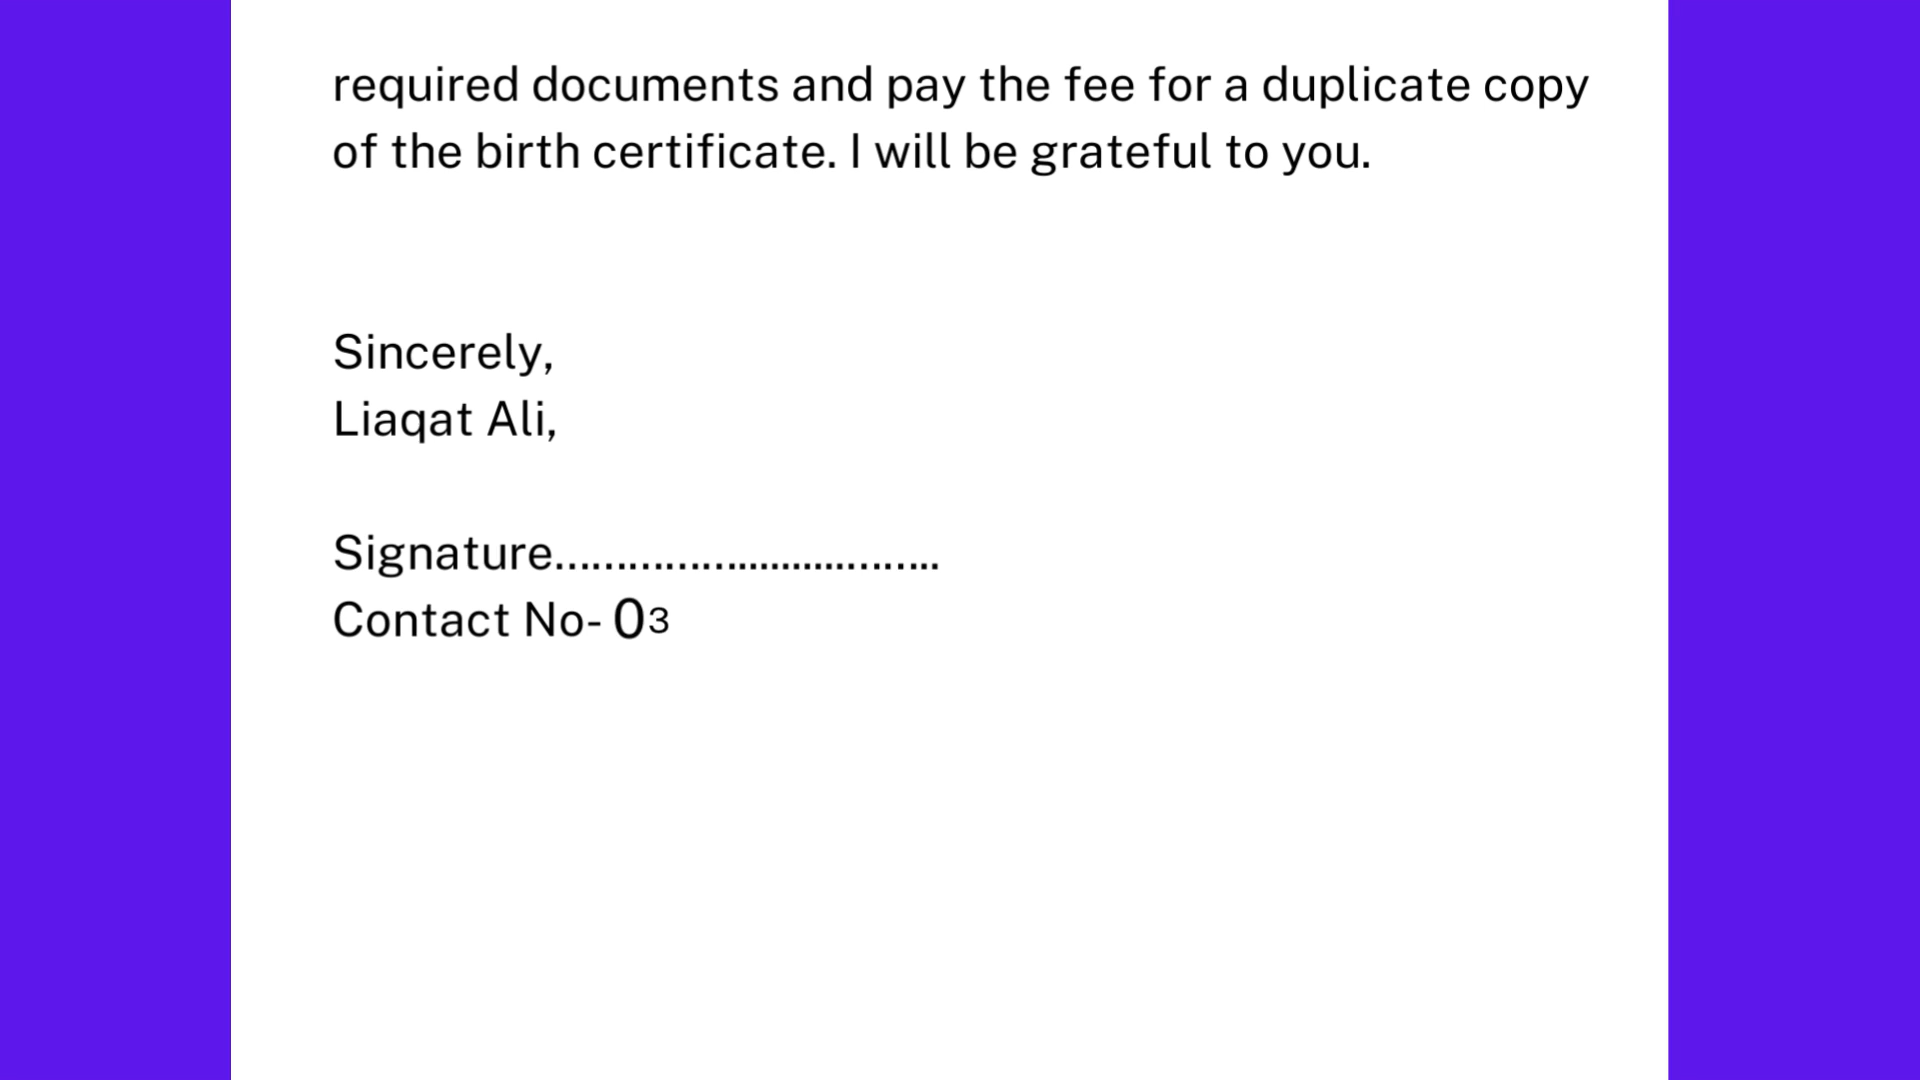 required documents and pay the fee for a duplicate copy
of the birth certificate. I will be grateful to you.
Sincerely,
Liaqat Ali,
Signature....................................
Contact No- 03